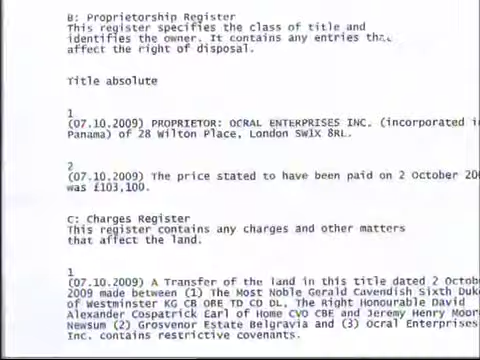 B: Proprietorship Register
This register specifies the class of title and
identifies the owner. It contains any entries that
affect the right of disposal.
Title absolute
1
(07.10.2009) PROPRIETOR: OCRAL ENTERPRISES INC. (incorporated in
Panama) of 28 Wilton Place, London SW1X 8RL.
2
(07.10.2009) The price stated to have been paid on 2 October 20
was £103,100.
C: Charges Register
This register contains any charges and other matters
that affect the land.
1
(07.10.2009) A Transfer of the land in this title dated 2 Octob
2009 made between (1) The Most Noble Gerald Cavendish Sixth Duk
of Westminster KG CB OBE TD CD DL, The Right Honourable David
Alexander Cospatrick Earl of Home CVO CBE and Jeremy Henry Moor
Newsum (2) Grosvenor Estate Belgravia and (3) Ocral Enterprises
Inc. contains restrictive covenants.